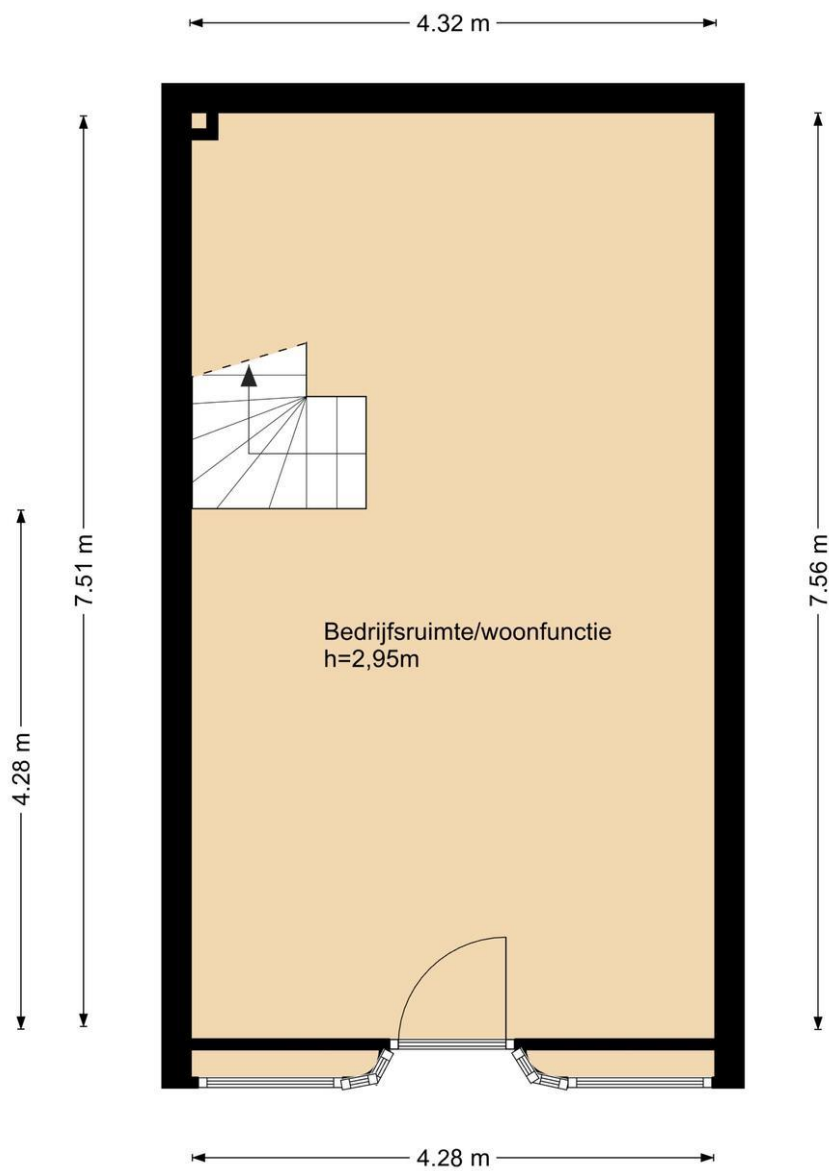 4.32 m
7.51 m
7.56 m
4.28 m
Bedrijfsruimte/woonfunctie
h=2,95m
4.28 m